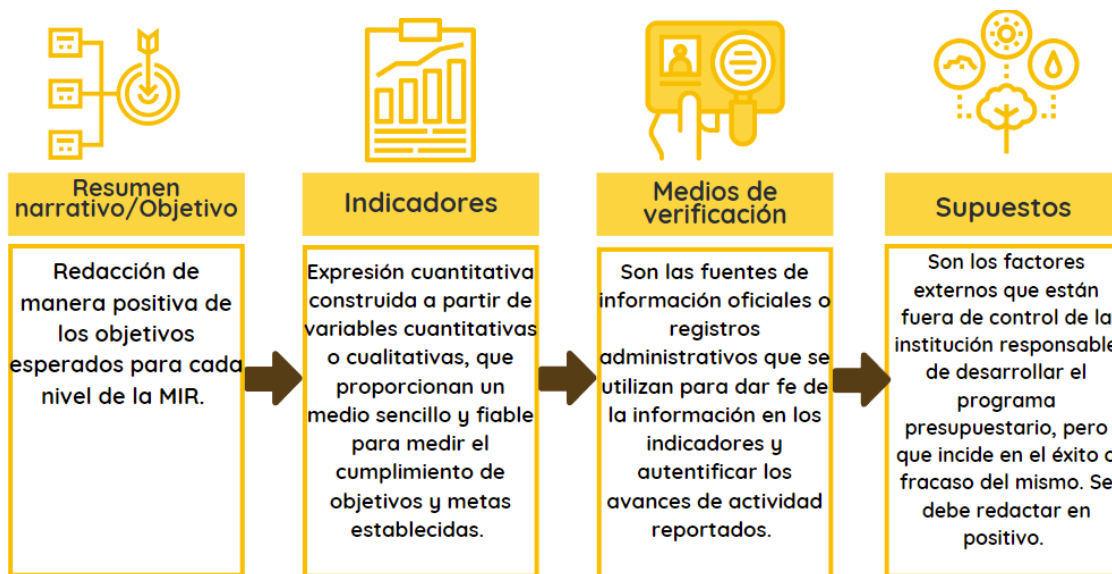 Resumen
narrativo/Objetivo
Redacción de
manera positiva de
los objetivos
esperados para cada
nivel de la MIR.
Indicadores
Expresión cuantitativa
construida a partir de
variables cuantitativas
o cualitativas, que
proporcionan un
medio sencillo y fiable
para medir el
cumplimiento de
objetivos y metas
establecidas.
Medios de
verificación
Son las fuentes de
información oficiales o
registros
administrativos que se
utilizan para dar fe de
la información en los
indicadores y
autentificar los
avances de actividad
reportados.
Supuestos
Son los factores
externos que están
fuera de control de la
institución responsable
de desarrollar el
programa
presupuestario, pero
que incide en el éxito o
fracaso del mismo. Se
debe redactar en
positivo.